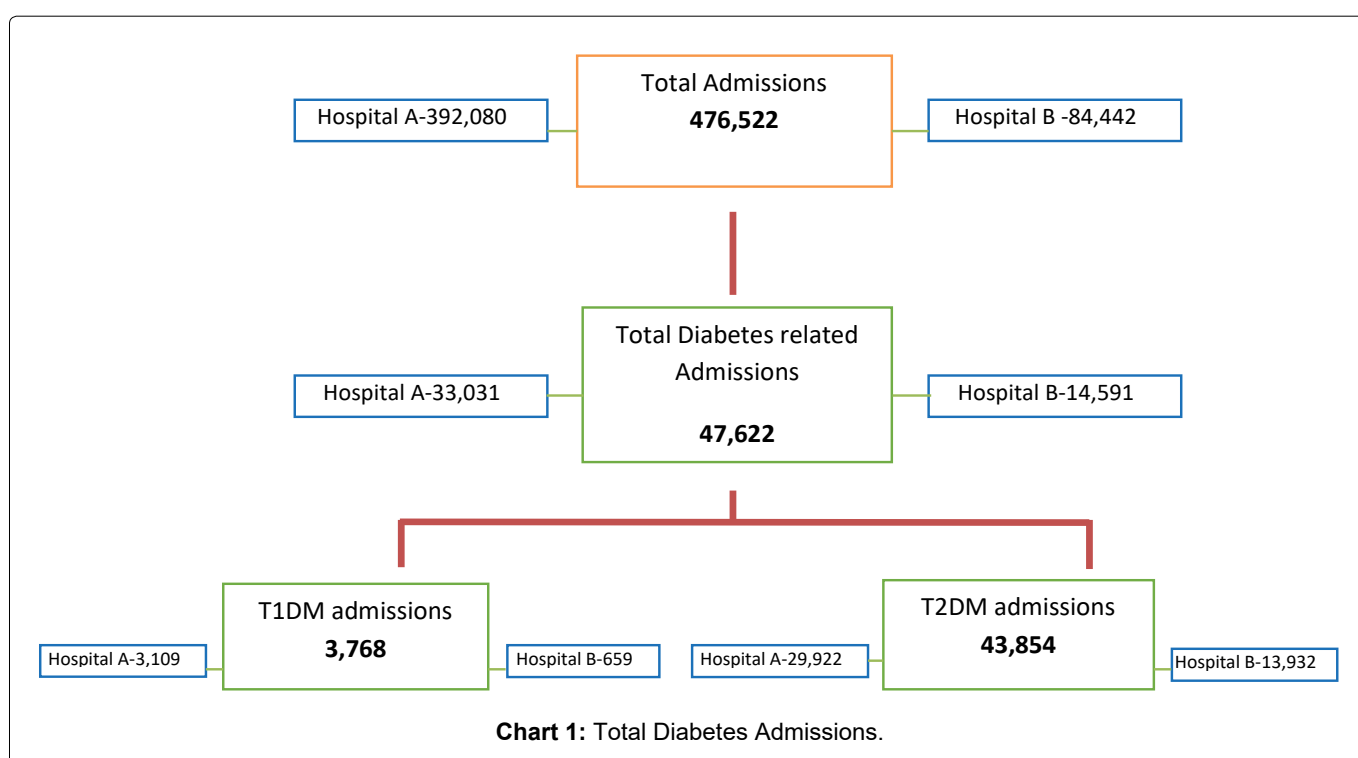 Total Admissions
476,522
Hospital A-392,080
Hospital B -84,442
Total Diabetes related
Admissions
47,622
Hospital A-33,031
Hospital B-14,591
T1DM admissions
3,768
Hospital A-3,109
Hospital B-659
T2DM admissions
43,854
Hospital A-29,922
Hospital B-13,932
Chart 1: Total Diabetes Admissions.